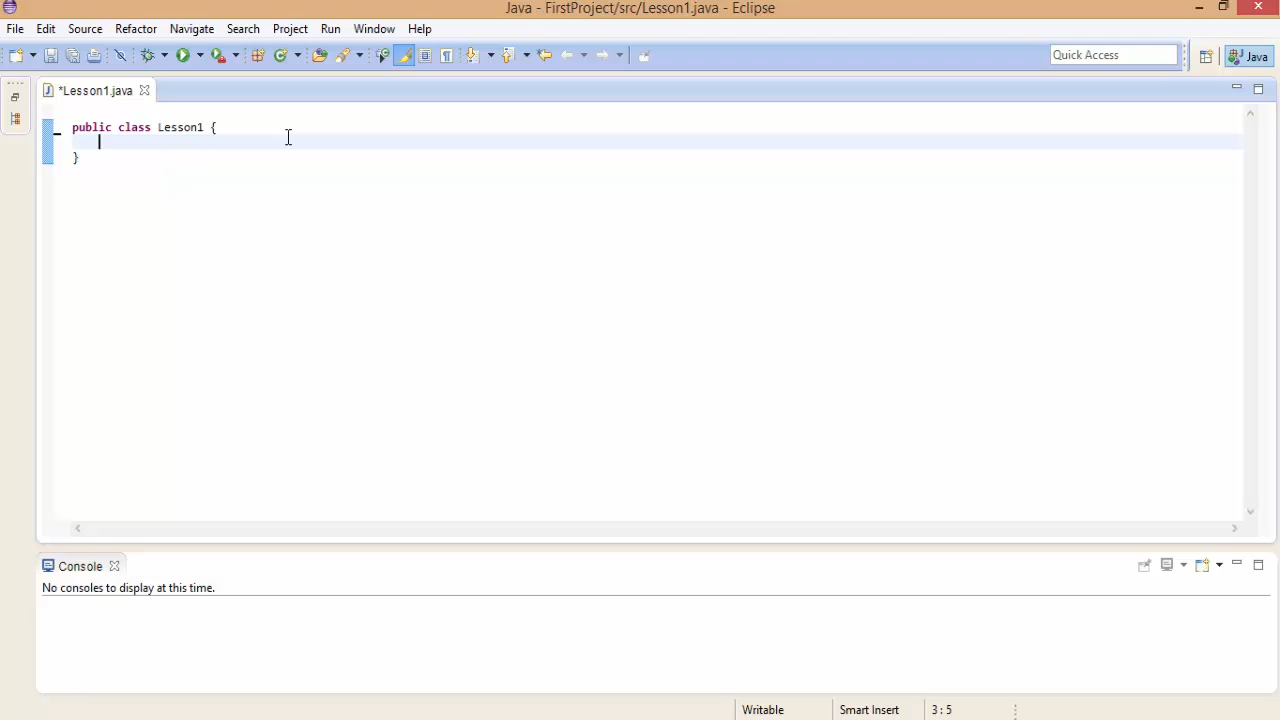 Java - FirstProject/src/Lesson1.java - Eclipse
File Edit Source Refactor Navigate Search Project Run Window Help
Quick Access
Java
*Lesson1.java
public class Lesson1 {
}
Console
No consoles to display at this time.
Writable Smart Insert 3 : 5